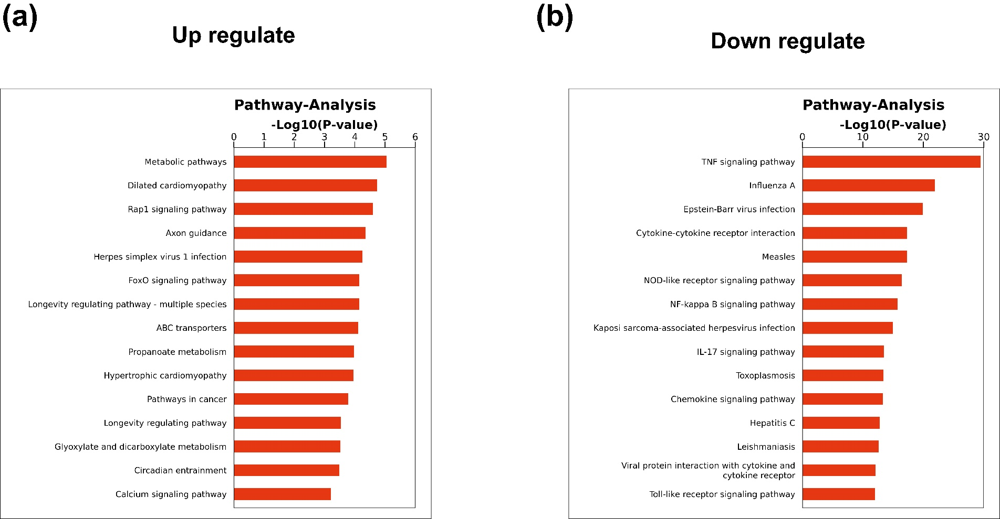 (a)
Up regulate
Pathway-Analysis
-Log10(P-value)
0 1 2 3 4 5 6
Metabolic pathways
Dilated cardiomyopathy
Rap1 signaling pathway
Axon guidance
Herpes simplex virus 1 infection
FoxO signaling pathway
Longevity regulating pathway - multiple species
ABC transporters
Propanoate metabolism
Hypertrophic cardiomyopathy
Pathways in cancer
Longevity regulating pathway
Glyoxylate and dicarboxylate metabolism
Circadian entrainment
Calcium signaling pathway
(b)
Down regulate
Pathway-Analysis
-Log10(P-value)
0 10 20 30
TNF signaling pathway
Influenza A
Epstein-Barr virus infection
Cytokine-cytokine receptor interaction
Measles
NOD-like receptor signaling pathway
NF-kappa B signaling pathway
Kaposi sarcoma-associated herpesvirus infection
IL-17 signaling pathway
Toxoplasmosis
Chemokine signaling pathway
Hepatitis C
Leishmaniasis
Viral protein interaction with cytokine and
cytokine receptor
Toll-like receptor signaling pathway